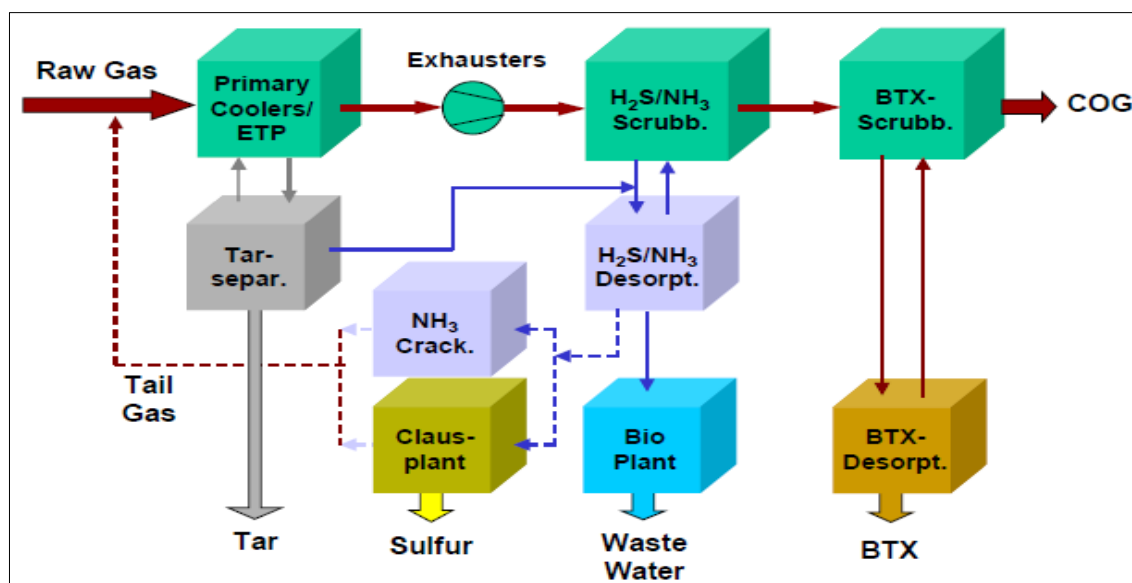 Raw Gas
Primary
Coolers/
ETP
Exhausters
H₂S/NH₃
Scrubb.
BTX-
Scrubb.
COG
Tar-
separ.
H₂S/NH₃
Desorpt.
NH₃
Crack.
Tail
Gas
Claus-
plant
Bio
Plant
BTX-
Desorpt.
Tar
Sulfur
Waste
Water
BTX